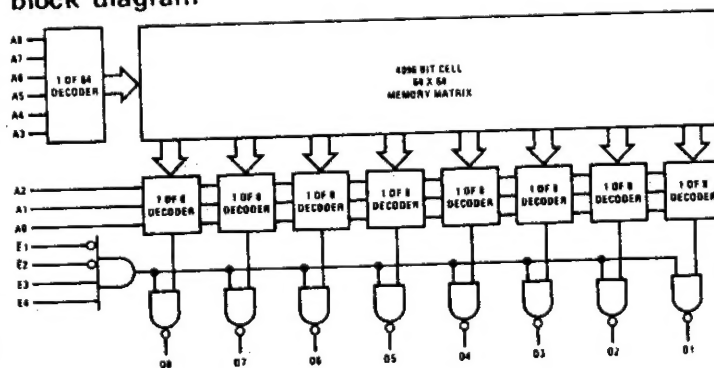 block diagram
A8
A7
A6
A5
A4
A3
1 OF 64
DECODER
4096 BIT CELL
64 X 64
MEMORY MATRIX
A2
A1
A0
1 OF 8
DECODER
1 OF 8
DECODER
1 OF 8
DECODER
1 OF 8
DECODER
1 OF 8
DECODER
1 OF 8
DECODER
1 OF 8
DECODER
1 OF 8
DECODER
E1
E2
E3
E4
O8
O7
O6
O5
O4
O3
O2
O1